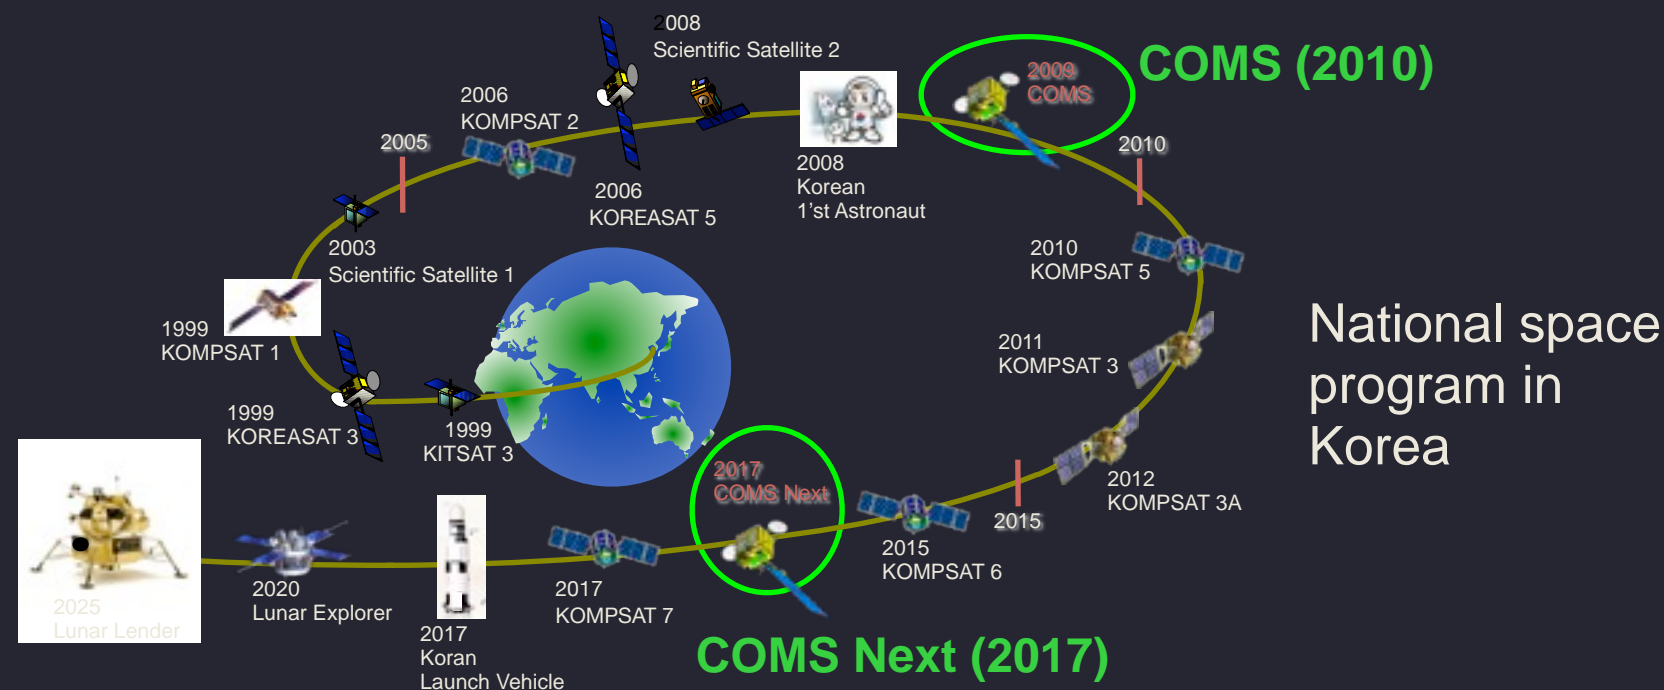 2008
Scientific Satellite 2
COMS (2010)
2009
COMS
2006
KOMPSAT 2
2005
2010
2008
Korean
1'st Astronaut
2006
KOREASAT 5
2003
Scientific Satellite 1
2010
KOMPSAT 5
National space
program in
Korea
1999
KOMPSAT 1
2011
KOMPSAT 3
1999
KOREASAT 3
1999
KITSAT 3
2012
KOMPSAT 3A
2017
COMS Next
2015
2015
KOMPSAT 6
2017
KOMPSAT 7
2020
Lunar Explorer
2025
Lunar Lender
2017
Koran
Launch Vehicle
COMS Next (2017)